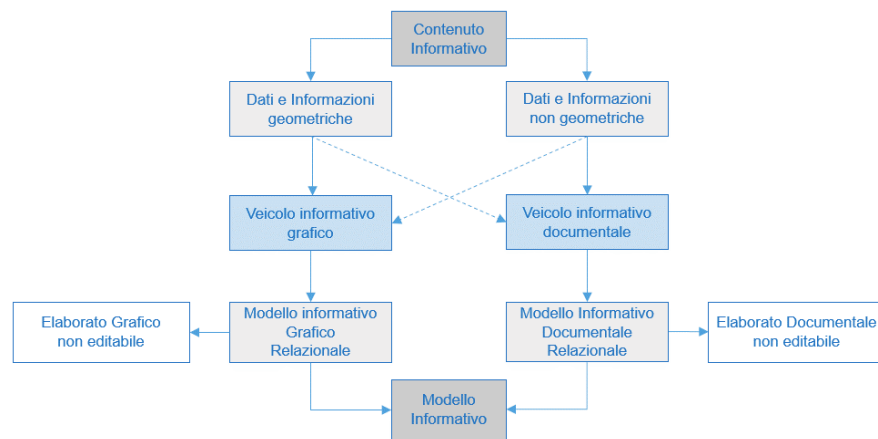 Contenuto
Informativo
Dati e Informazioni
geometriche
Dati e Informazioni
non geometriche
Veicolo informativo
grafico
Veicolo informativo
documentale
Elaborato Grafico
non editabile
Modello informativo
Grafico
Relazionale
Modello Informativo
Documentale
Relazionale
Elaborato Documentale
non editabile
Modello
Informativo